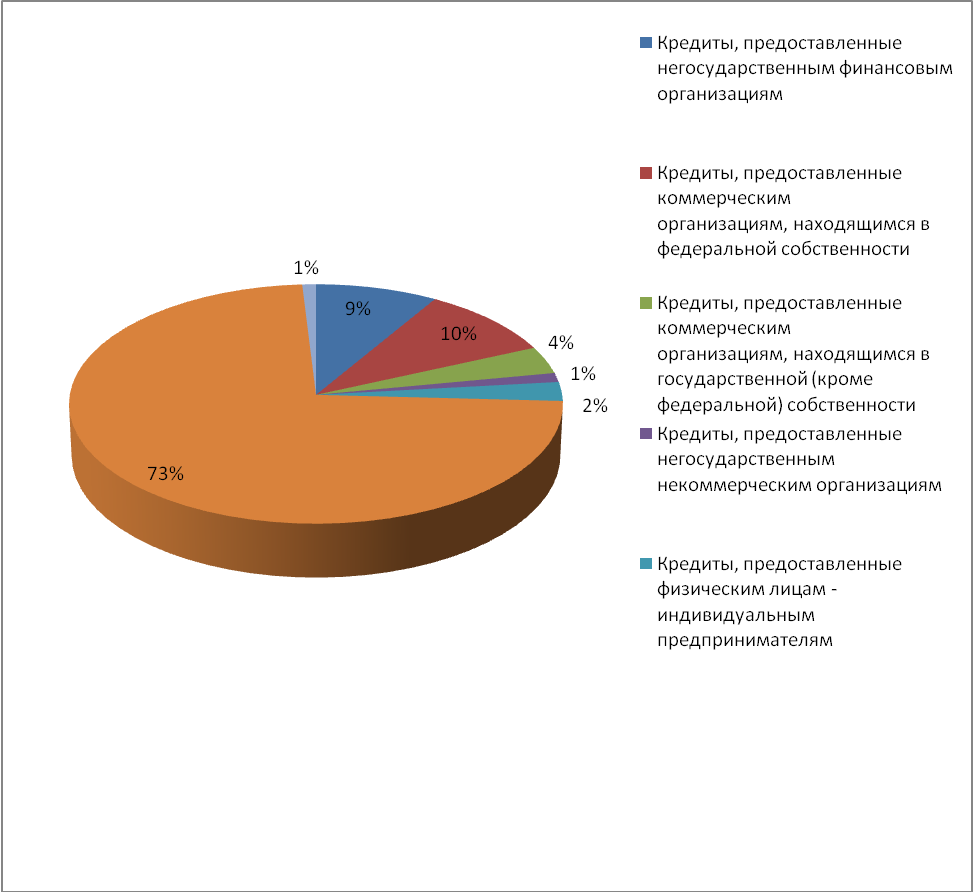 Кредиты, предоставленные
негосударственным финансовым
организациям
Кредиты, предоставленные
коммерческим
организациям, находящимся в
федеральной собственности
Кредиты, предоставленные
коммерческим
организациям, находящимся в
государственной (кроме
федеральной) собственности
Кредиты, предоставленные
негосударственным
некоммерческим организациям
Кредиты, предоставленные
физическим лицам -
индивидуальным
предпринимателям
1%
9%
10%
4%
1%
2%
73%